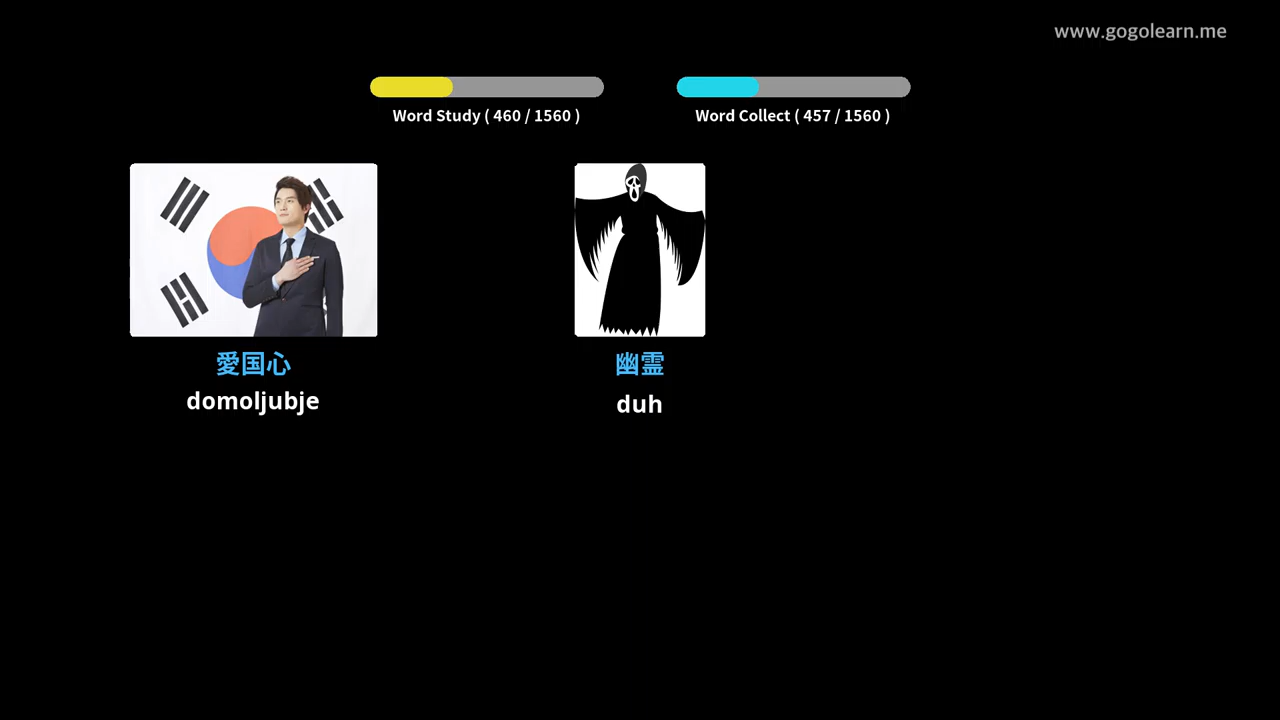 www.gogolearn.me
Word Study ( 460 / 1560 )
Word Collect ( 457 / 1560 )
愛国心
domoljubje
幽霊
duh